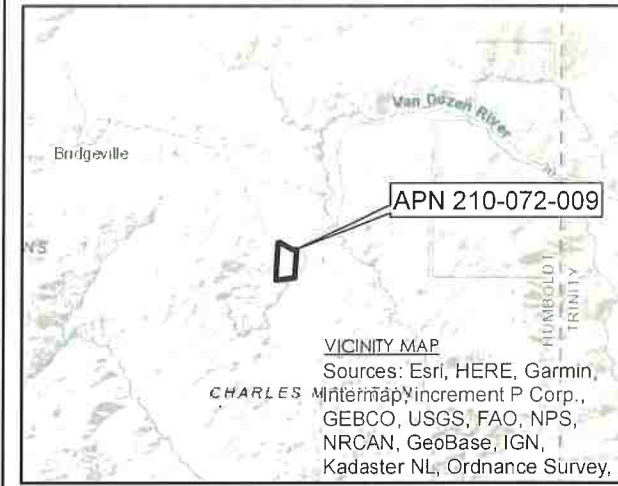 Van Duzen River
Bridgeville
APN 210-072-009
HUMBOLDT
TRINITY
VICINITY MAP
Sources: Esri, HERE, Garmin,
CHARLES
Intermap, increment P Corp.,
GEBCO, USGS, FAO, NPS,
NRCAN, GeoBase, IGN,
Kadaster NL, Ordnance Survey,